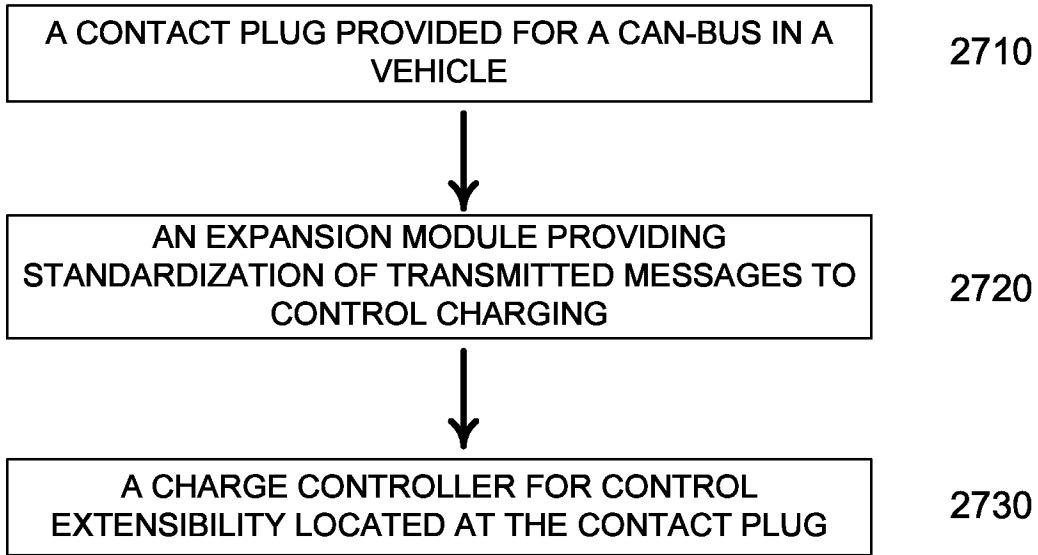 A CONTACT PLUG PROVIDED FOR A CAN-BUS IN A
VEHICLE
2710
AN EXPANSION MODULE PROVIDING
STANDARDIZATION OF TRANSMITTED MESSAGES TO
CONTROL CHARGING
2720
A CHARGE CONTROLLER FOR CONTROL
EXTENSIBILITY LOCATED AT THE CONTACT PLUG
2730